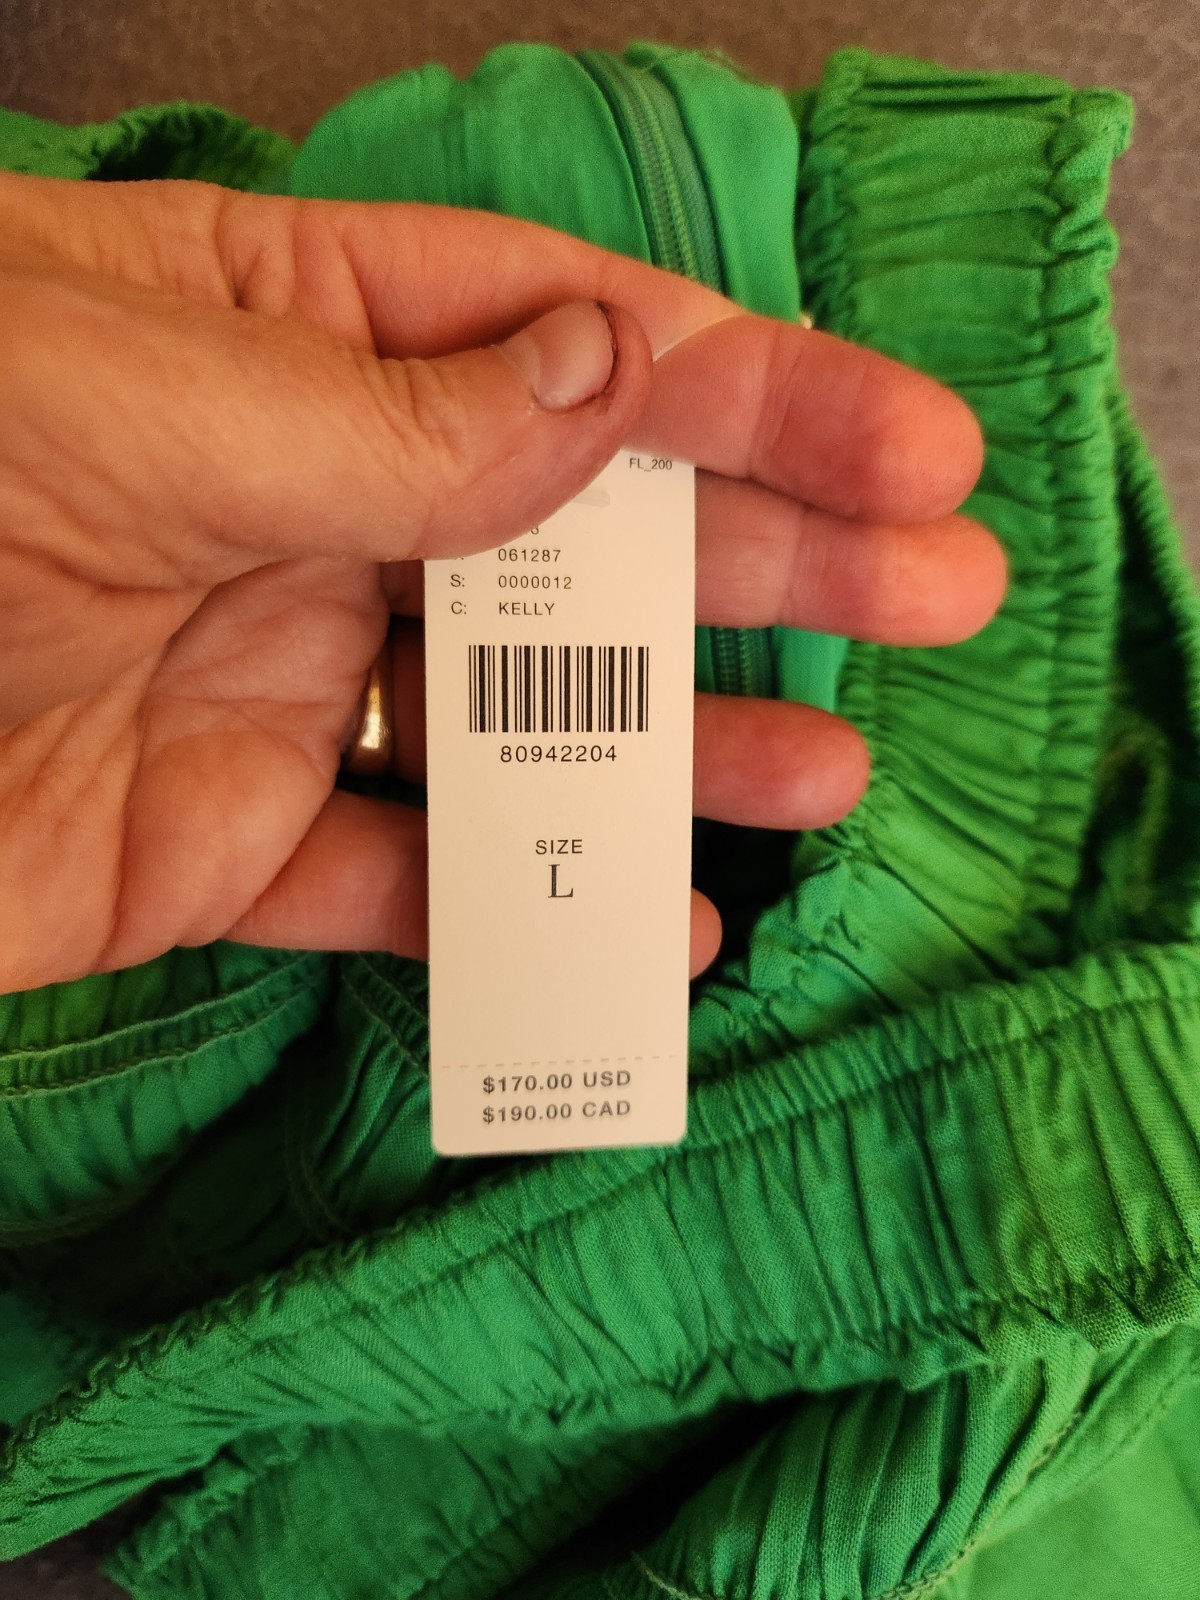 FL_200
061287
S: 0000012
C: KELLY
80942204
SIZE
L
$170.00 USD
$190.00 CAD